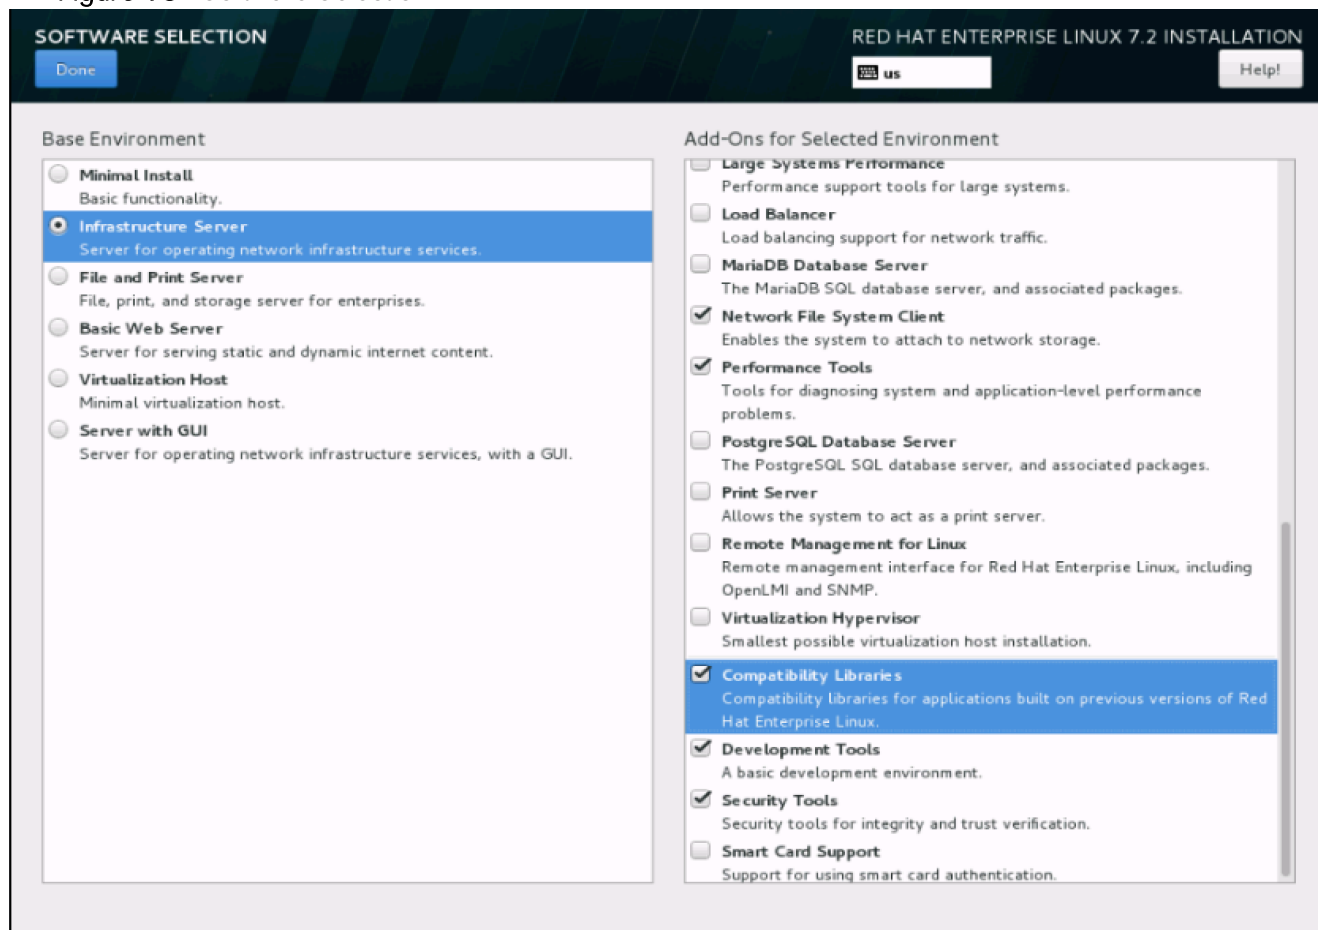 SOFTWARE SELECTION
RED HAT ENTERPRISE LINUX 7.2 INSTALLATION
Done
us
Help!
Base Environment
Minimal Install
Basic functionality.
Infrastructure Server
Server for operating network infrastructure services.
File and Print Server
File, print, and storage server for enterprises.
Basic Web Server
Server for serving static and dynamic internet content.
Virtualization Host
Minimal virtualization host.
Server with GUI
Server for operating network infrastructure services, with a GUI.
Add-Ons for Selected Environment
Large Systems Performance
Performance support tools for large systems.
Load Balancer
Load balancing support for network traffic.
MariaDB Database Server
The MariaDB SQL database server, and associated packages.
Network File System Client
Enables the system to attach to network storage.
Performance Tools
Tools for diagnosing system and application-level performance
problems.
PostgreSQL Database Server
The PostgreSQL SQL database server, and associated packages.
Print Server
Allows the system to act as a print server.
Remote Management for Linux
Remote management interface for Red Hat Enterprise Linux, including
OpenLMI and SNMP.
Virtualization Hypervisor
Smallest possible virtualization host installation.
Compatibility Libraries
Compatibility libraries for applications built on previous versions of Red
Hat Enterprise Linux.
Development Tools
A basic development environment.
Security Tools
Security tools for integrity and trust verification.
Smart Card Support
Support for using smart card authentication.